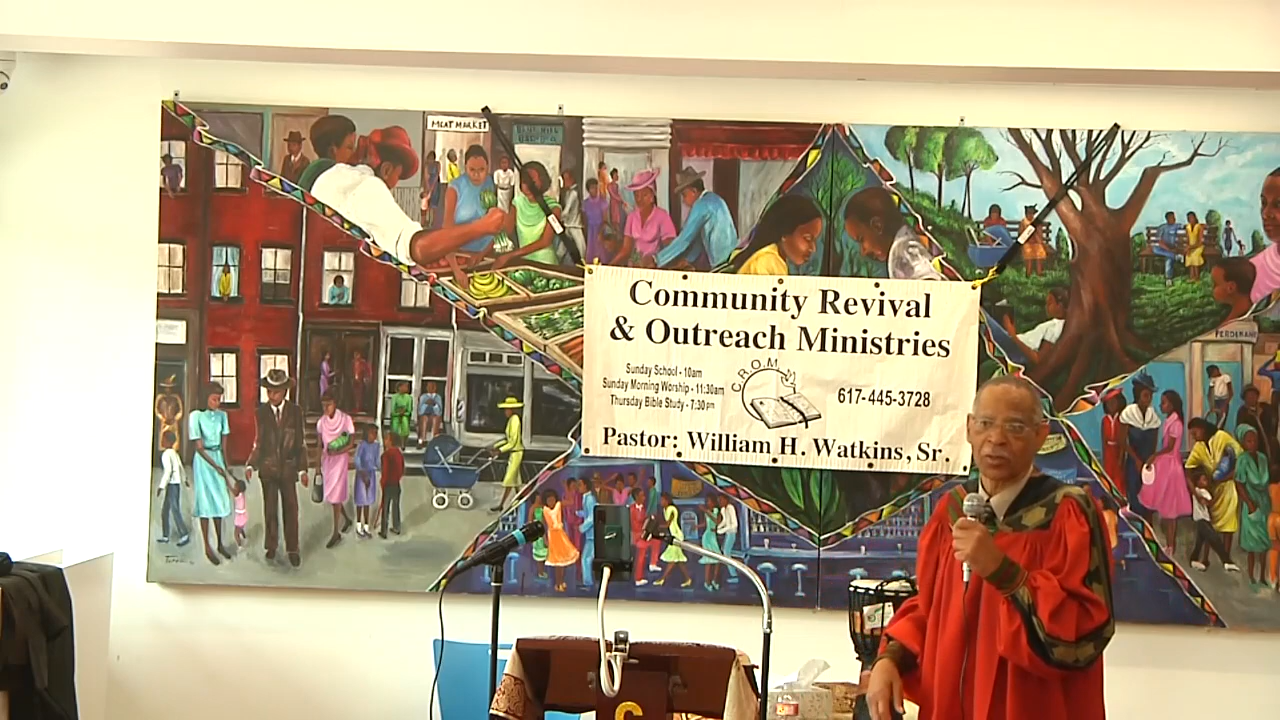 MEAT MARKET
Community Revival
& Outreach Ministries
Sunday School - 10am
Sunday Morning Worship - 11:30am
Thursday Bible Study - 7:30pm
C.R.O.M.
617-445-3728
Pastor: William H. Watkins, Sr.